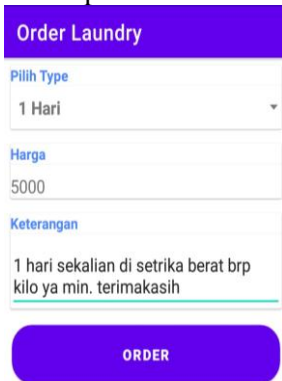 Order Laundry
Pilih Type
1 Hari
Harga
5000
Keterangan
1 hari sekalian di setrika berat brp
kilo ya min. terimakasih
ORDER